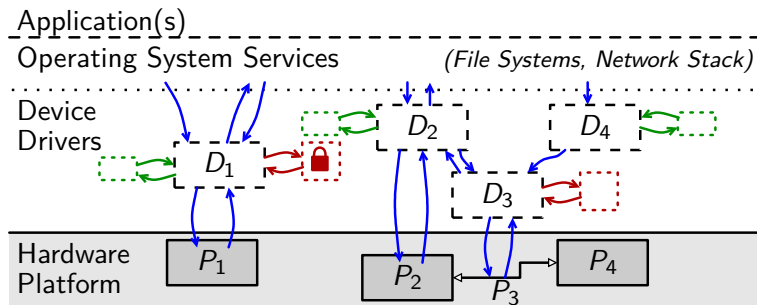 Application(s)
Operating System Services (File Systems, Network Stack)
Device
Drivers
D₂ D₄
D₁
D₃
Hardware
Platform
P₁ P₂ P₃ P₄